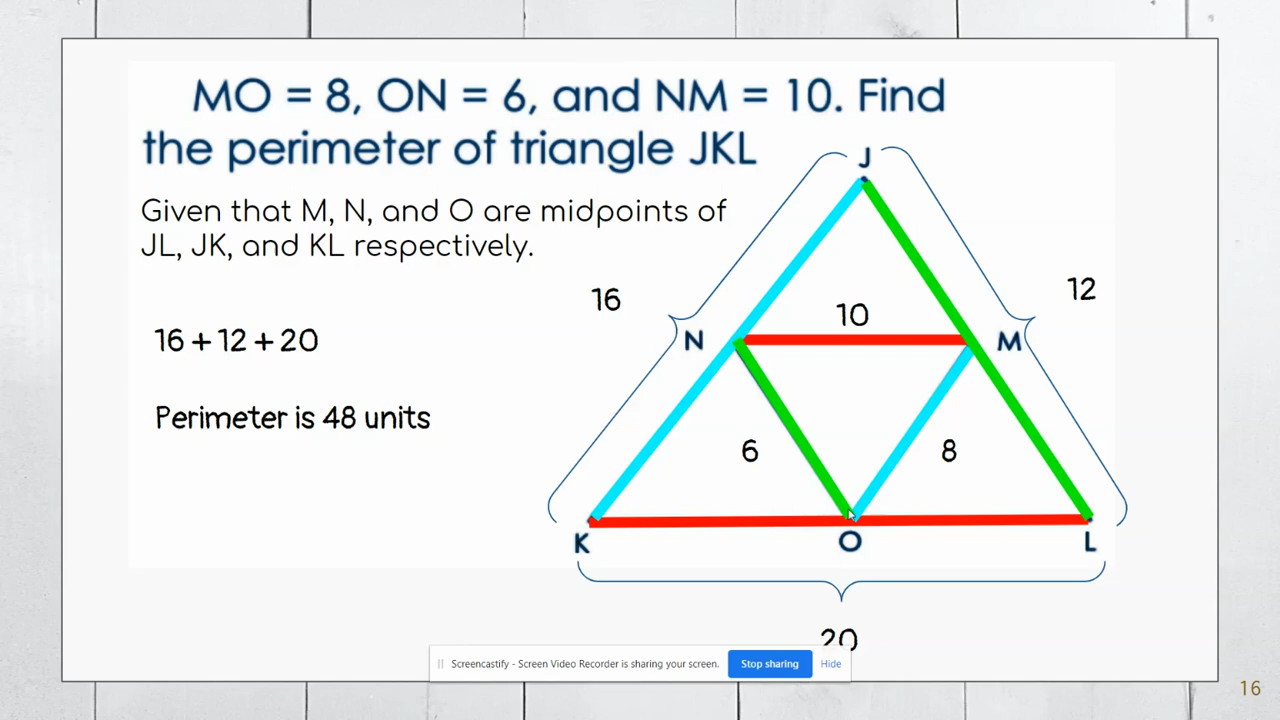 MO = 8, ON = 6, and NM = 10. Find
the perimeter of triangle JKL
Given that M, N, and O are midpoints of
JL, JK, and KL respectively.
16 + 12 + 20
Perimeter is 48 units
J
16
12
10
N
M
6
8
K
O
L
20
Screencastify - Screen Video Recorder is sharing your screen.
Stop sharing
Hide
16